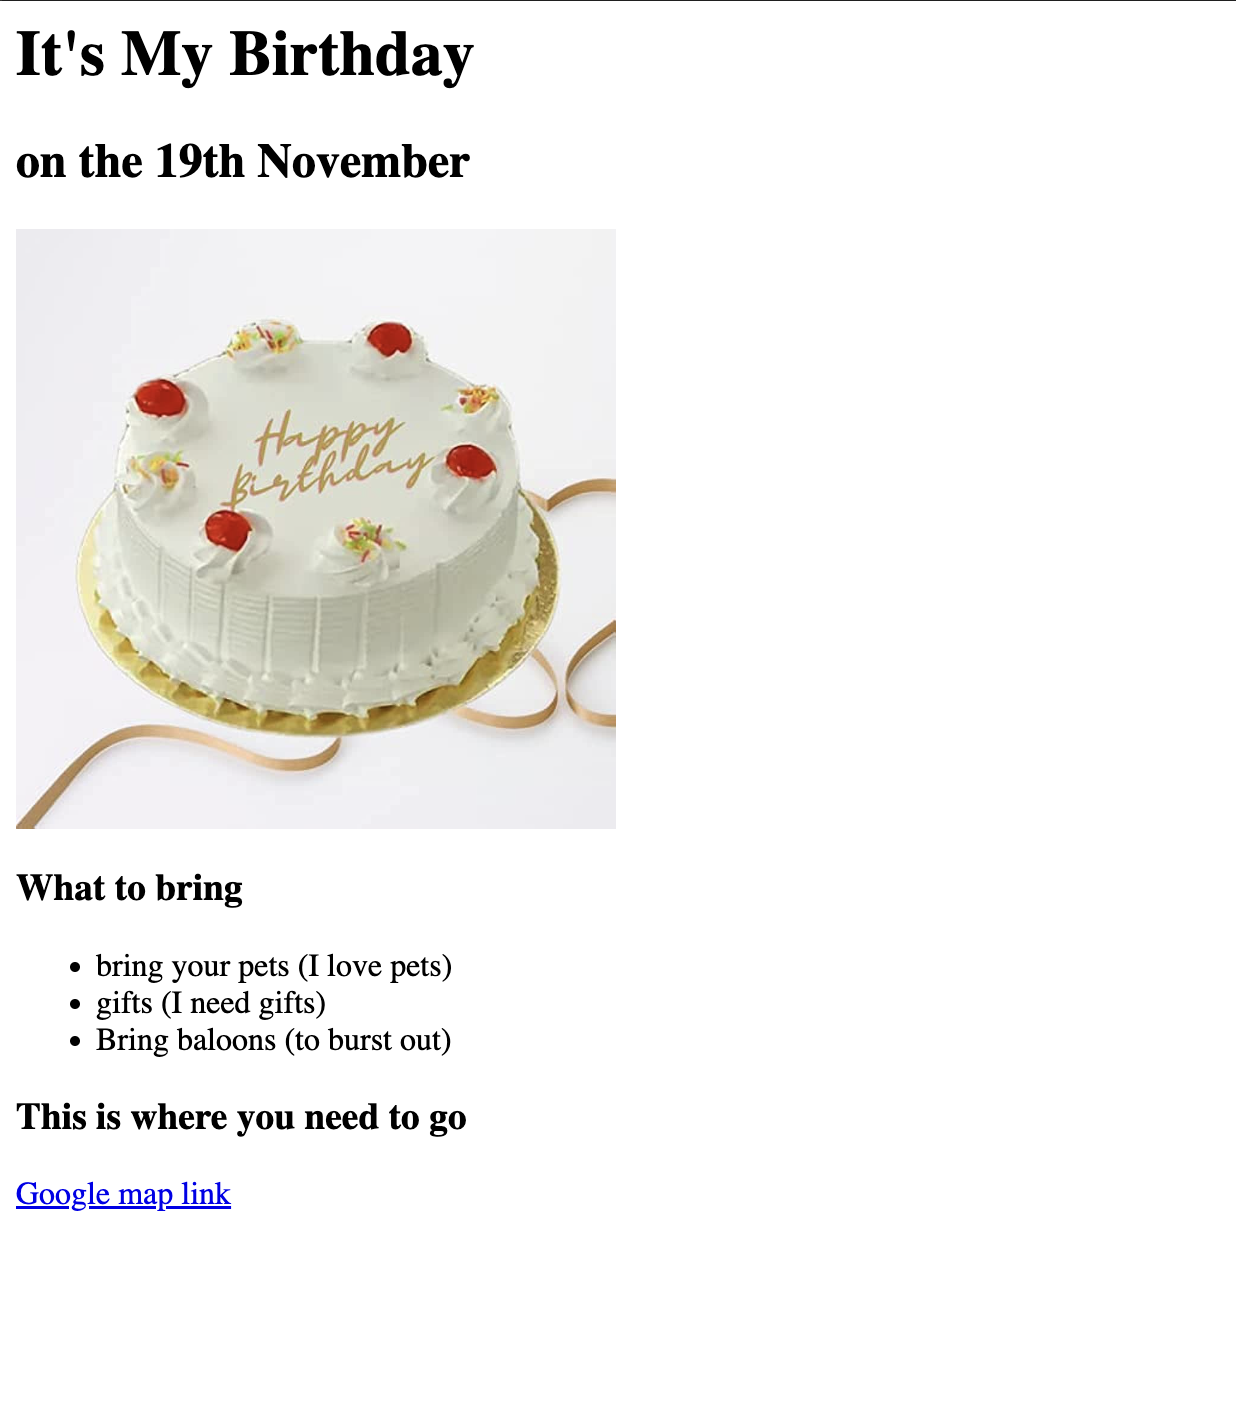 It's My Birthday
on the 19th November
Happy
Birthday
What to bring
• bring your pets (I love pets)
• gifts (I need gifts)
• Bring baloons (to burst out)
This is where you need to go
Google map link